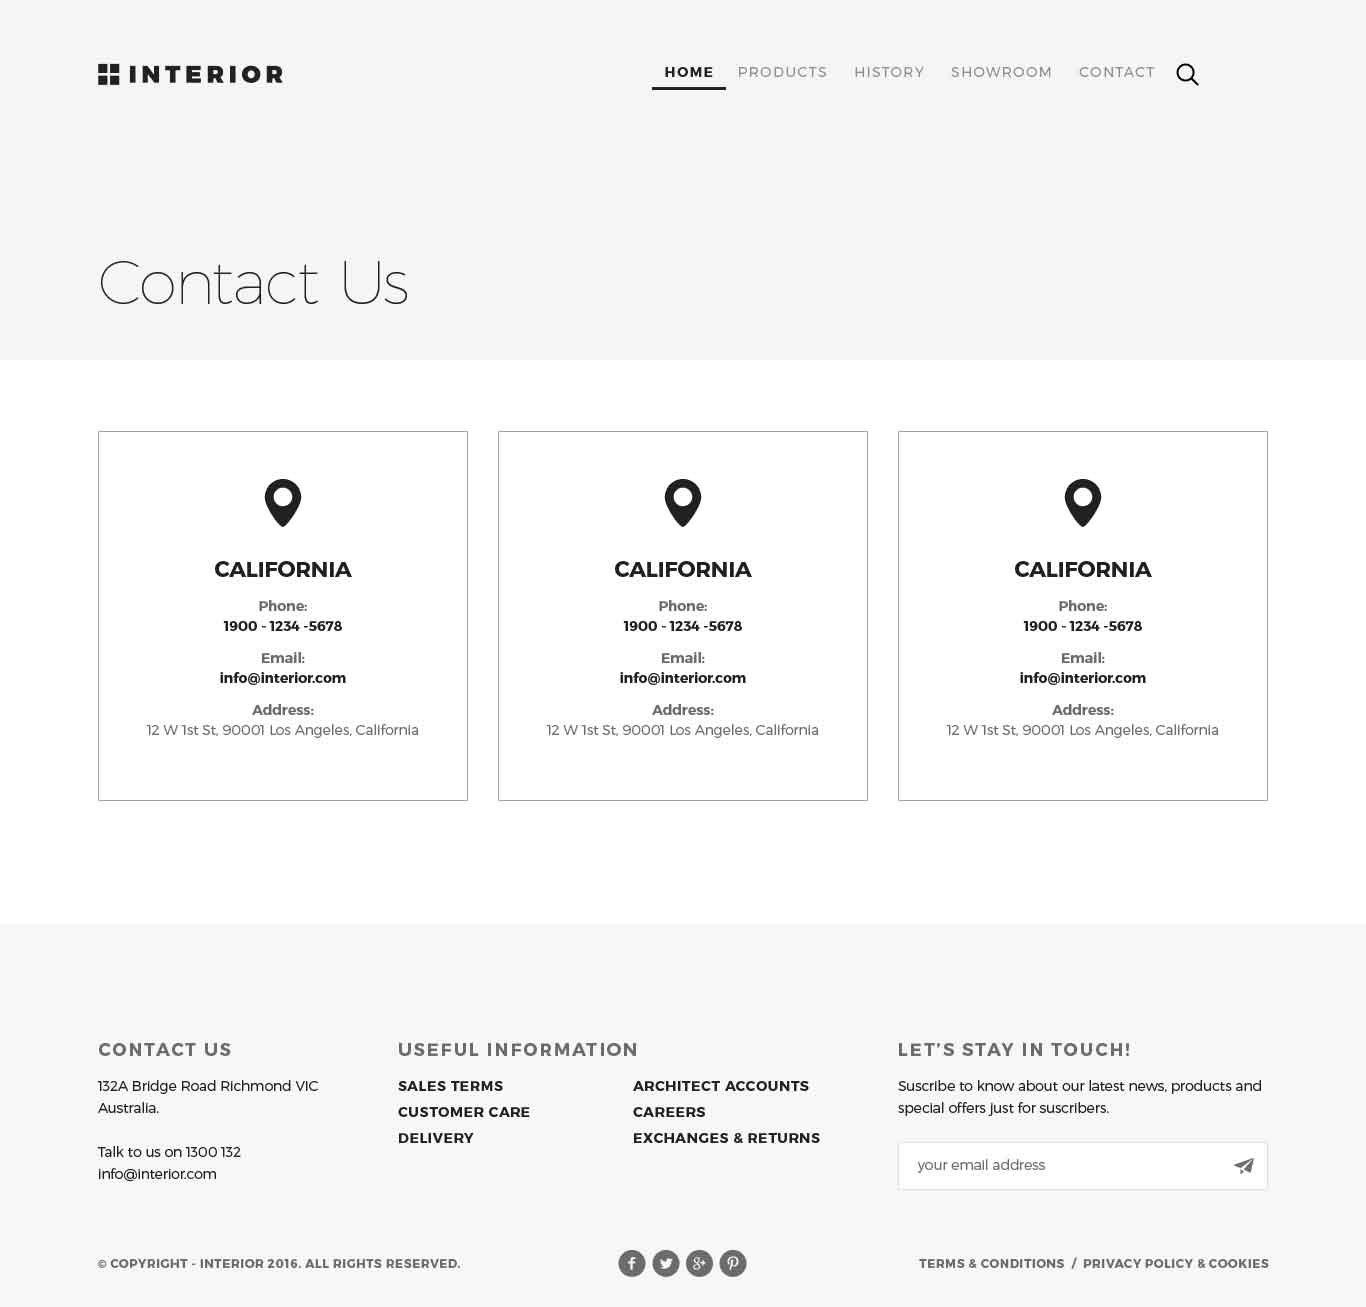 INTERIOR
HOME PRODUCTS HISTORY SHOWROOM CONTACT
Contact Us
CALIFORNIA
Phone:
1900 - 1234 -5678
Email:
info@interior.com
Address:
12 W 1st St, 90001 Los Angeles, California
CALIFORNIA
Phone:
1900 - 1234 -5678
Email:
info@interior.com
Address:
12 W 1st St, 90001 Los Angeles, California
CALIFORNIA
Phone:
1900 - 1234 -5678
Email:
info@interior.com
Address:
12 W 1st St, 90001 Los Angeles, California
CONTACT US
132A Bridge Road Richmond VIC
Australia.
Talk to us on 1300 132
info@interior.com
USEFUL INFORMATION
SALES TERMS
CUSTOMER CARE
DELIVERY
ARCHITECT ACCOUNTS
CAREERS
EXCHANGES & RETURNS
LET'S STAY IN TOUCH!
Suscribe to know about our latest news, products and
special offers just for suscribers.
your email address
© COPYRIGHT - INTERIOR 2016. ALL RIGHTS RESERVED.
TERMS & CONDITIONS / PRIVACY POLICY & COOKIES